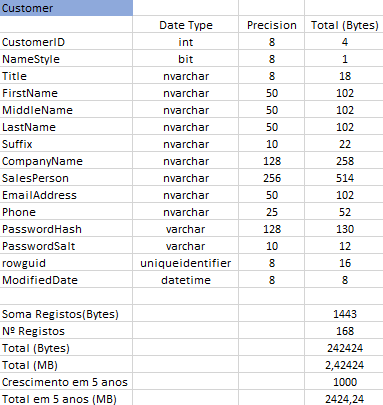 Customer
Date Type Precision Total (Bytes)
CustomerID int 8 4
NameStyle bit 8 1
Title nvarchar 8 18
FirstName nvarchar 50 102
MiddleName nvarchar 50 102
LastName nvarchar 50 102
Suffix nvarchar 10 22
CompanyName nvarchar 128 258
SalesPerson nvarchar 256 514
EmailAddress nvarchar 50 102
Phone nvarchar 25 52
PasswordHash varchar 128 130
PasswordSalt varchar 10 12
rowguid uniqueidentifier 8 16
ModifiedDate datetime 8 8
Soma Registos(Bytes) 1443
Nº Registos 168
Total (Bytes) 242424
Total (MB) 2,42424
Crescimento em 5 anos 1000
Total em 5 anos (MB) 2424,24